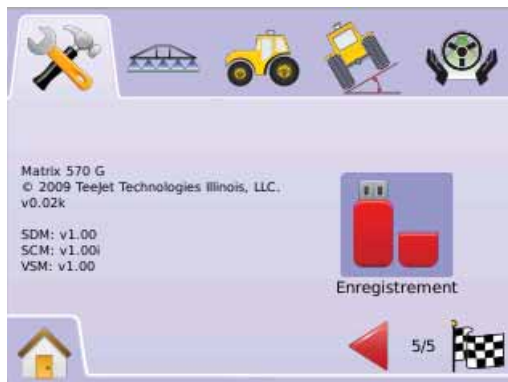 Matrix 570 G
© 2009 TeeJet Technologies Illinois, LLC.
v0.02k
SDM: v1.00
SCM: v1.00i
VSM: v1.00
Enregistrement
5/5